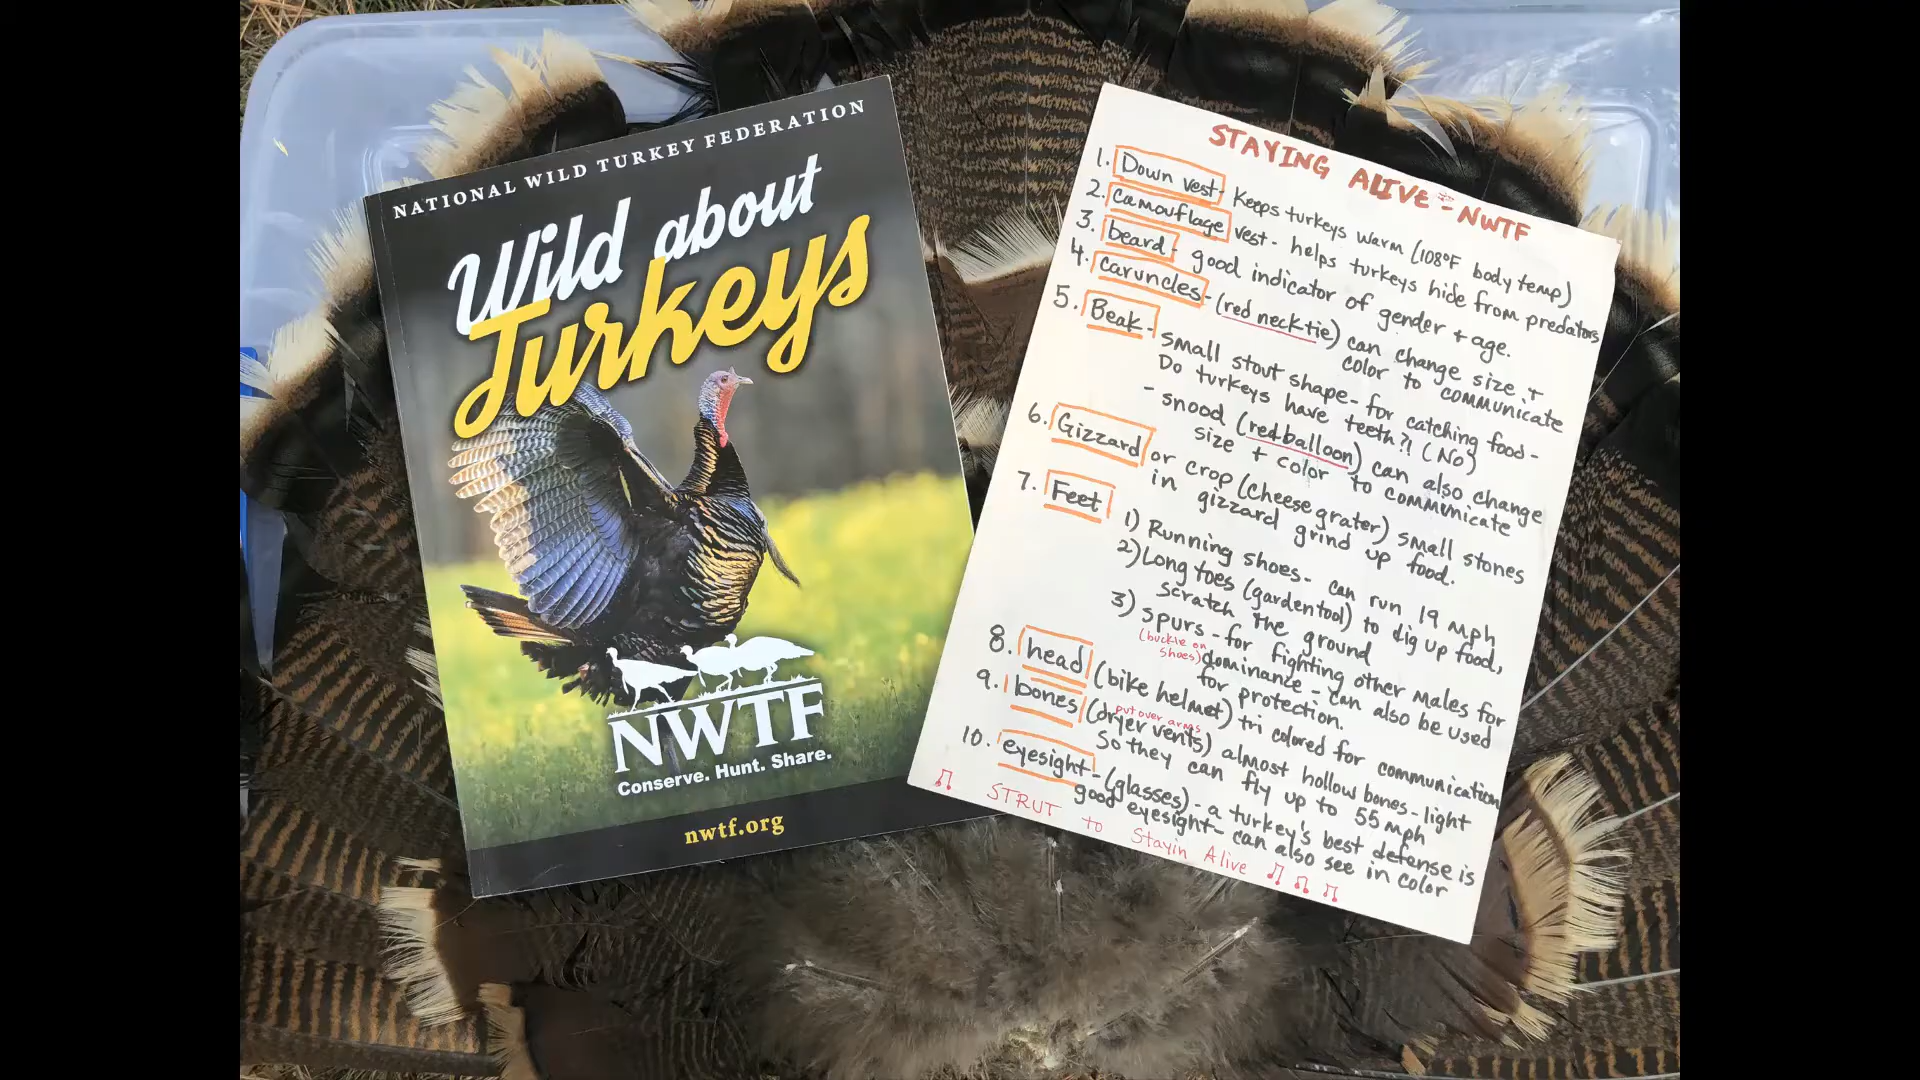 NATIONAL WILD TURKEY FEDERATION
Wild about
Turkeys
NWTF
Conserve. Hunt. Share.
nwtf.org
STAYING ALIVE - NWTF
1. Down vest - Keeps turkeys warm (108°F body temp)
2. camouflage vest - helps turkeys hide from predators
3. beard - good indicator of gender + age.
4. caruncles - (red necktie) can change size +
color to communicate
5. Beak - small stout shape - for catching food -
Do turkeys have teeth?! (No)
- snood (red balloon) can also change
size + color to communicate
6. Gizzard or crop (cheese grater) small stones
in gizzard grind up food.
7. Feet
1) Running shoes - can run 19 mph
2) Long toes (garden tool) to dig up food,
scratch the ground
3) spurs - for fighting other males for
(buckle on
shoes) dominance - can also be used
for protection.
8. head (bike helmet) tri colored for communication
put over arms
9. bones (dryer vents) almost hollow bones - light
So they can fly up to 55 mph
10. eyesight - (glasses) - a turkey's best defense is
good eyesight - can also see in color
♫ STRUT to Stayin Alive ♫ ♫ ♫